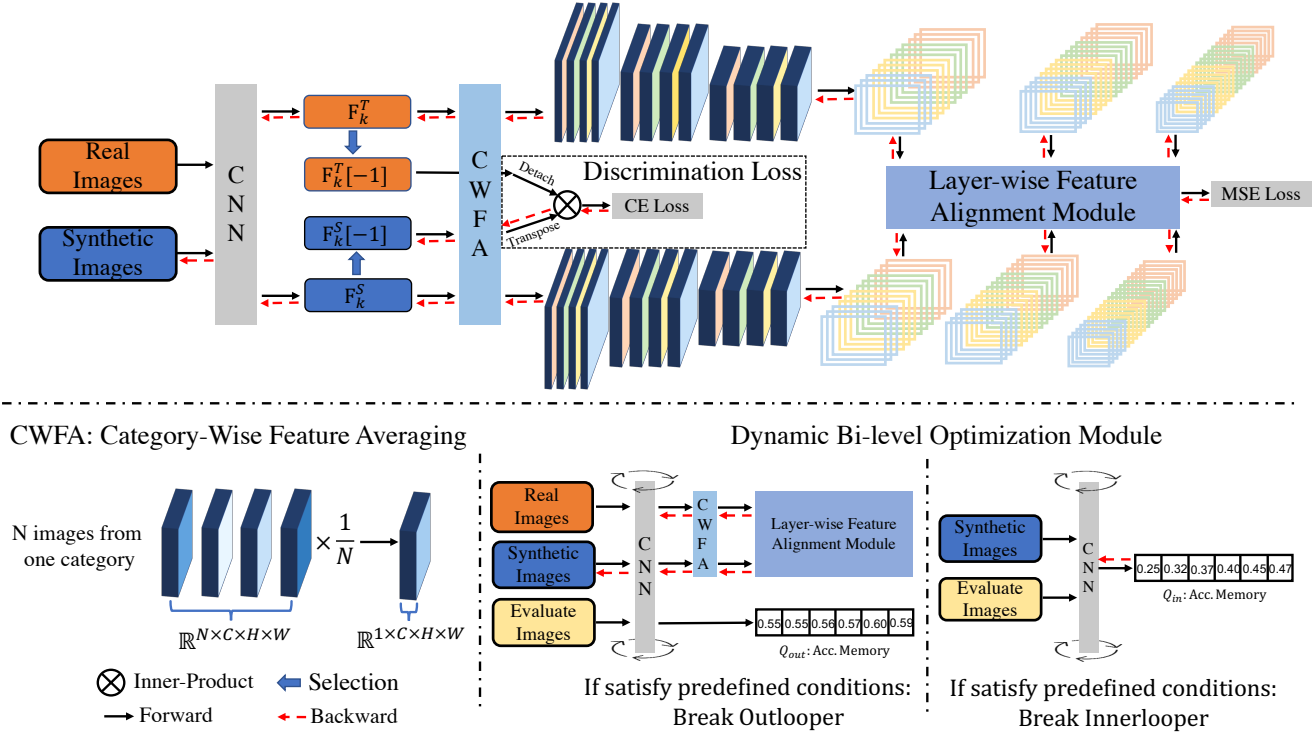 Real
Images
Synthetic
Images
C
N
N
F_k^T
F_k^T[−1]
F_k^S[−1]
F_k^S
C
W
F
A
Detach
Transpose
Discrimination Loss
CE Loss
Layer-wise Feature
Alignment Module
MSE Loss
CWFA: Category-Wise Feature Averaging
N images from
one category
× 1/N
ℝ^{N×C×H×W}
ℝ^{1×C×H×W}
Inner-Product
Selection
Forward
Backward
Dynamic Bi-level Optimization Module
Real
Images
Synthetic
Images
Evaluate
Images
C
N
N
C
W
F
A
Layer-wise Feature
Alignment Module
0.55 0.55 0.56 0.57 0.60 0.59
Q_out: Acc. Memory
If satisfy predefined conditions:
Break Outlooper
Synthetic
Images
Evaluate
Images
C
N
N
0.25 0.32 0.37 0.40 0.45 0.47
Q_in: Acc. Memory
If satisfy predefined conditions:
Break Innerlooper